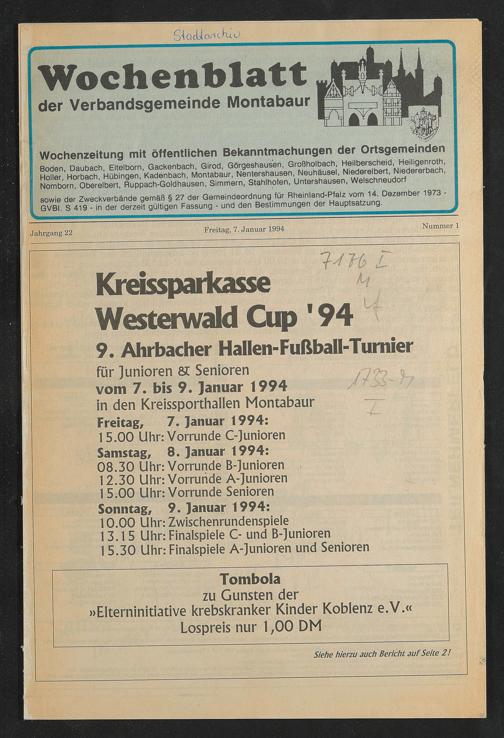 Stadtarchiv
Wochenblatt
der Verbandsgemeinde Montabaur
Wochenzeitung mit öffentlichen Bekanntmachungen der Ortsgemeinden
Boden, Daubach, Eitelborn, Gackenbach, Girod, Görgeshausen, Großholbach, Heilberscheid, Heiligenroth,
Holler, Horbach, Hübingen, Kadenbach, Montabaur, Nentershausen, Neuhäusel, Niederelbert, Niedererbach,
Nomborn, Oberelbert, Ruppach-Goldhausen, Simmern, Stahlhofen, Untershausen, Welschneudorf
sowie der Zweckverbände gemäß § 27 der Gemeindeordnung für Rheinland-Pfalz vom 14. Dezember 1973 -
GVBl. S 419 - in der derzeit gültigen Fassung - und den Bestimmungen der Hauptsatzung.
Jahrgang 22 Freitag, 7. Januar 1994 Nummer 1
Kreissparkasse
Westerwald Cup '94
9. Ahrbacher Hallen-Fußball-Turnier
für Junioren & Senioren
vom 7. bis 9. Januar 1994
in den Kreissporthallen Montabaur
Freitag, 7. Januar 1994:
15.00 Uhr: Vorrunde C-Junioren
Samstag, 8. Januar 1994:
08.30 Uhr: Vorrunde B-Junioren
12.30 Uhr: Vorrunde A-Junioren
15.00 Uhr: Vorrunde Senioren
Sonntag, 9. Januar 1994:
10.00 Uhr: Zwischenrundenspiele
13.15 Uhr: Finalspiele C- und B-Junioren
15.30 Uhr: Finalspiele A-Junioren und Senioren
Tombola
zu Gunsten der
»Elterninitiative krebskranker Kinder Koblenz e.V.«
Lospreis nur 1,00 DM
Siehe hierzu auch Bericht auf Seite 2!